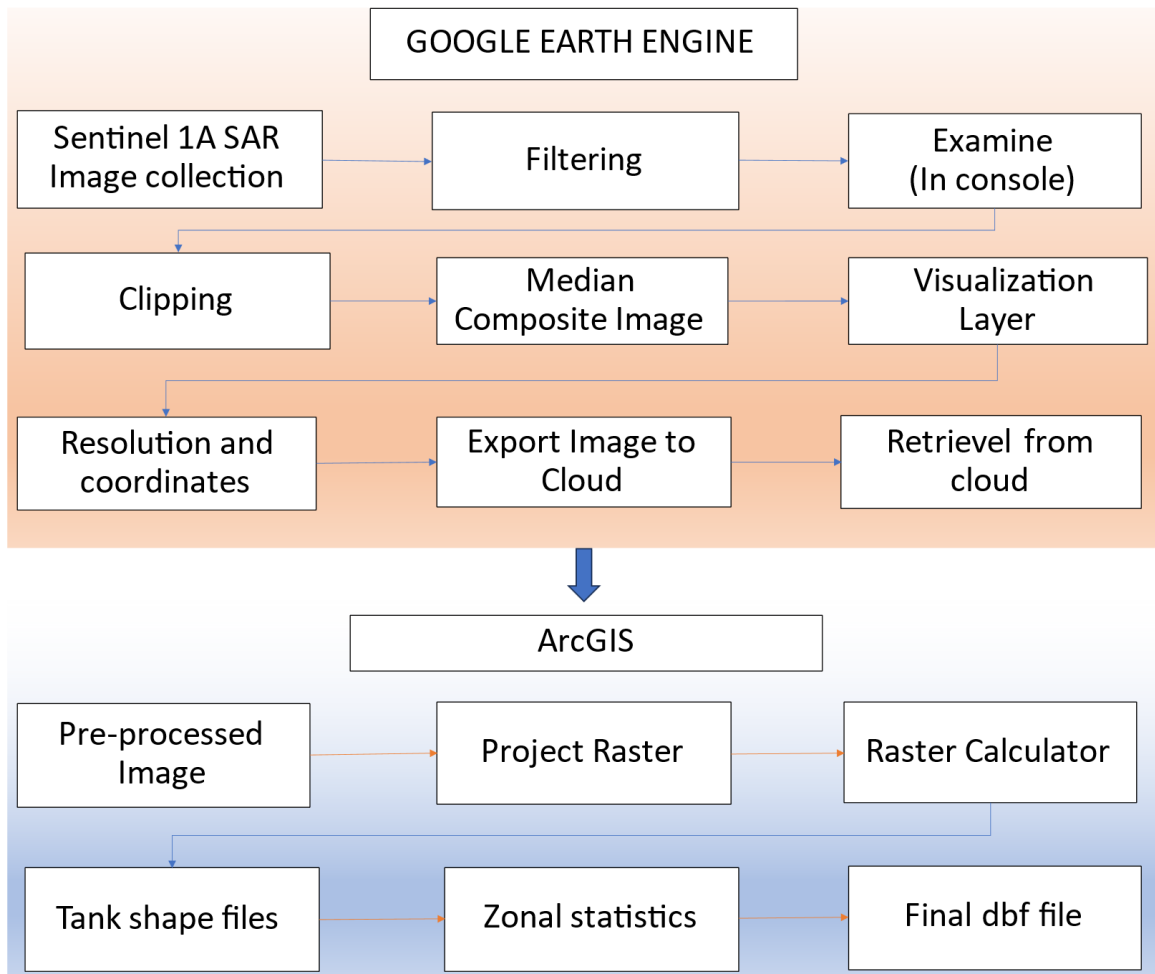 GOOGLE EARTH ENGINE
Sentinel 1A SAR
Image collection
Filtering
Examine
(In console)
Clipping
Median
Composite Image
Visualization
Layer
Resolution and
coordinates
Export Image to
Cloud
Retrievel from
cloud
ArcGIS
Pre-processed
Image
Project Raster
Raster Calculator
Tank shape files
Zonal statistics
Final dbf file